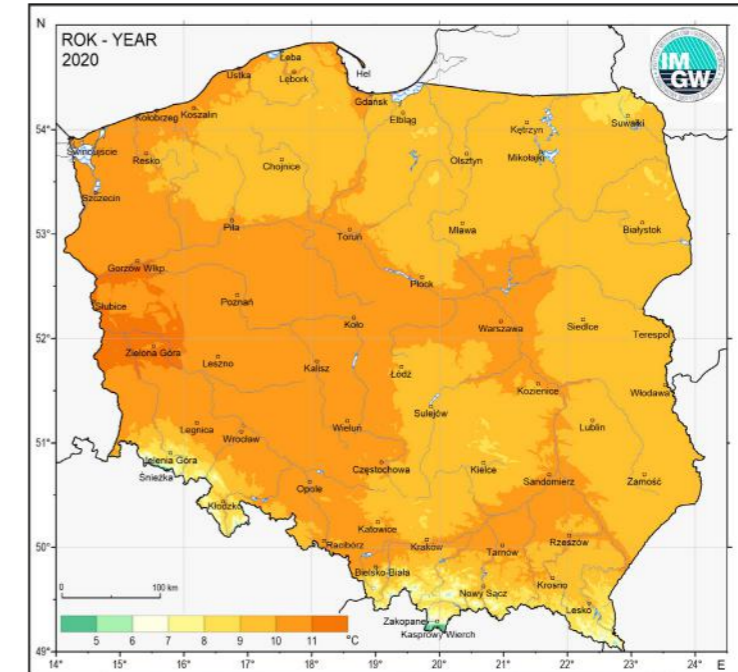 N
ROK - YEAR
2020
IM
GW
Łeba
Ustka
Lębork
Hel
Gdańsk
Kołobrzeg
Koszalin
Elbląg
Kętrzyn
Suwałki
54°
Świnoujście
Resko
Chojnice
Olsztyn
Mikołajki
Szczecin
Piła
Toruń
Mława
Białystok
53°
Gorzów Wlkp.
Płock
Słubice
Poznań
Koło
Warszawa
Siedlce
Terespol
52°
Zielona Góra
Leszno
Kalisz
Łódź
Kozienice
Włodawa
Sulejów
Legnica
Wrocław
Wieluń
Lublin
51°
Jelenia Góra
Częstochowa
Kielce
Śnieżka
Opole
Sandomierz
Zamość
Kłodzko
Katowice
50°
Racibórz
Kraków
Tarnów
Rzeszów
Bielsko-Biała
0
100 km
Nowy Sącz
Krosno
Lesko
Zakopane
Kasprowy Wierch
5 6 7 8 9 10 11 °C
49°
14° 15° 16° 17° 18° 19° 20° 21° 22° 23° 24° E